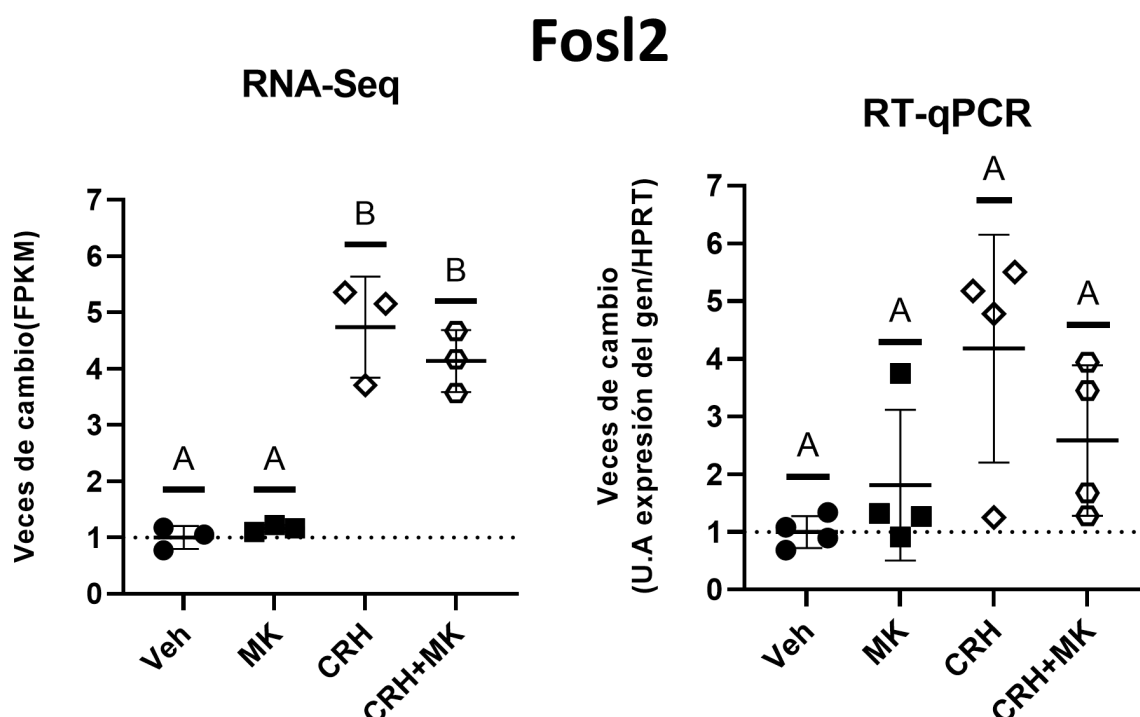 Fosl2
RNA-Seq
Veces de cambio(FPKM)
7
6
5
4
3
2
1
0
A
A
B
B
Veh
MK
CRH
CRH+MK
RT-qPCR
Veces de cambio
(U.A expresión del gen/HPRT)
7
6
5
4
3
2
1
0
A
A
A
A
Veh
MK
CRH
CRH+MK